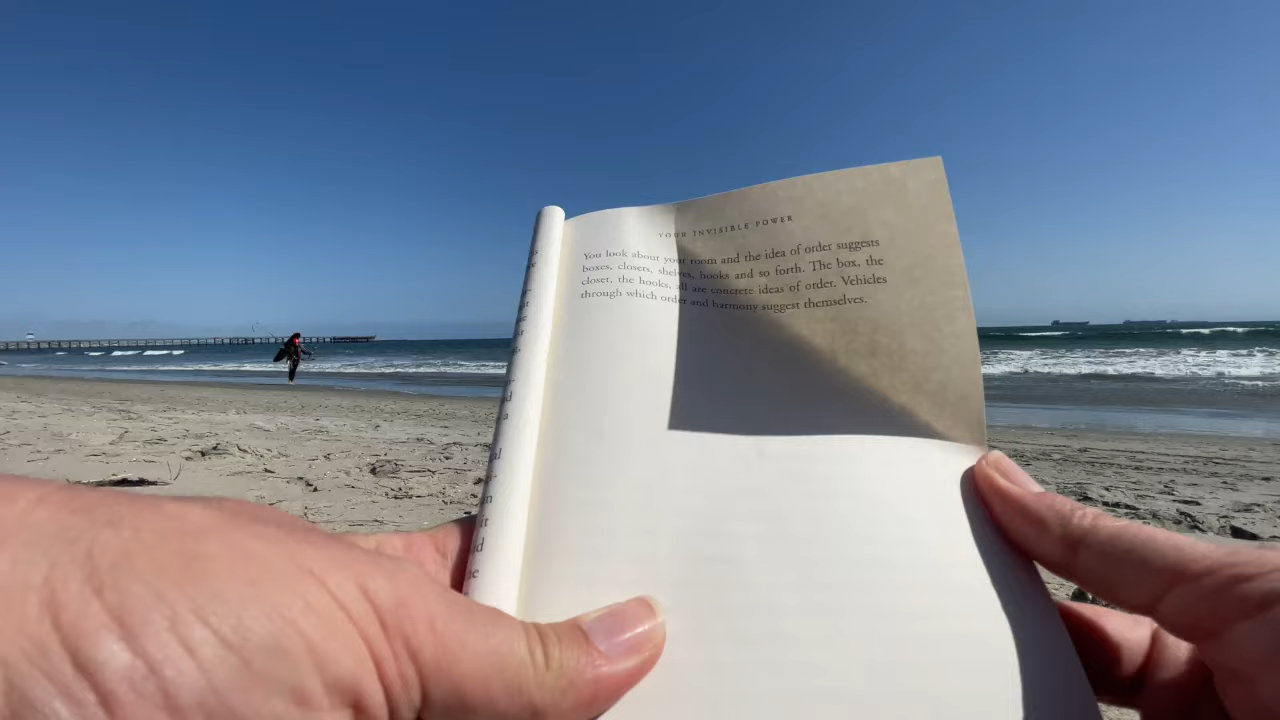 YOUR INVISIBLE POWER
You look about your room and the idea of order suggests
boxes, closers, shelves, hooks and so forth. The box, the
closet, the hooks, all are concrete ideas of order. Vehicles
through which order and harmony suggest themselves.